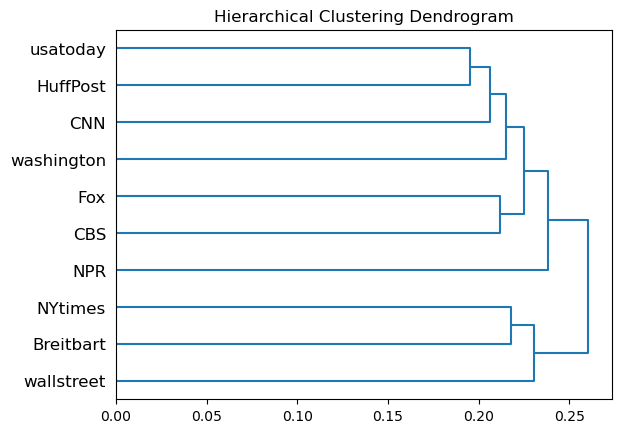 Hierarchical Clustering Dendrogram
usatoday
HuffPost
CNN
washington
Fox
CBS
NPR
NYtimes
Breitbart
wallstreet
0.00 0.05 0.10 0.15 0.20 0.25